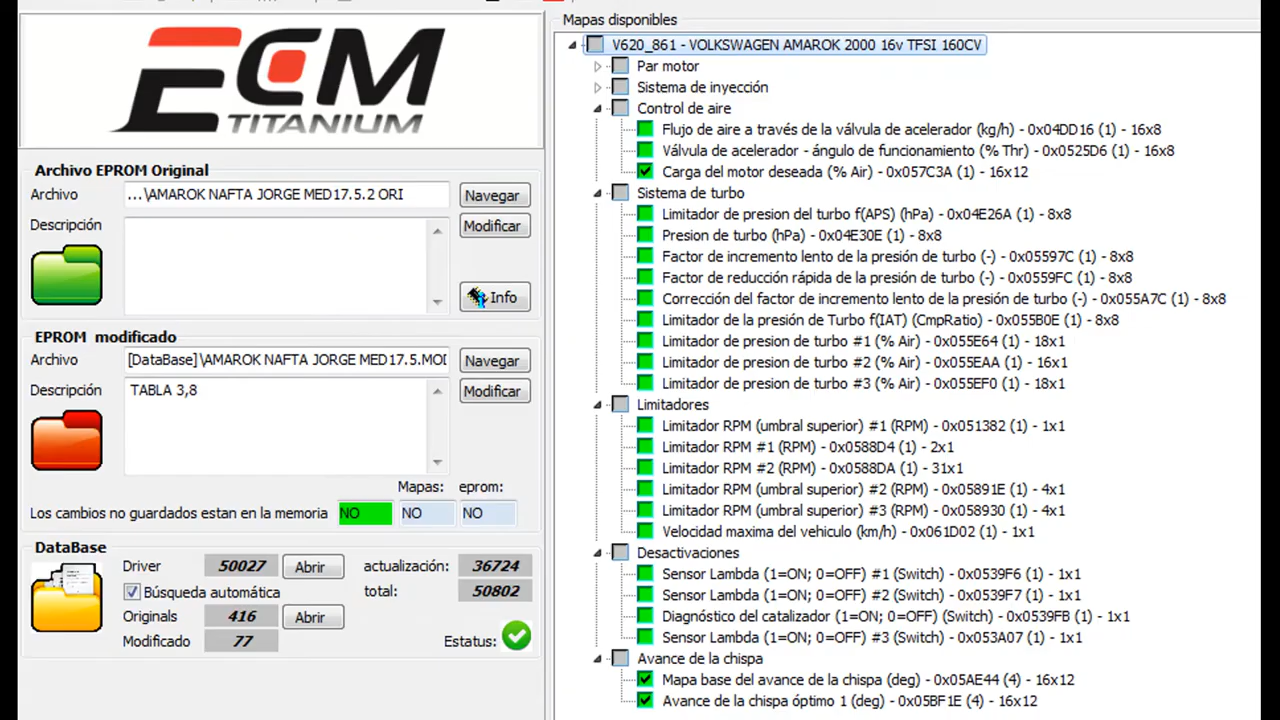 ECM
TITANIUM
Archivo EPROM Original
Archivo
...\AMAROK NAFTA JORGE MED17.5.2 ORI
Navegar
Descripción
Modificar
Info
EPROM modificado
Archivo
[DataBase]\AMAROK NAFTA JORGE MED17.5.MOD
Navegar
Descripción
TABLA 3,8
Modificar
Mapas:
eprom:
Los cambios no guardados estan en la memoria
NO
NO
NO
DataBase
Driver
50027
Abrir
actualización:
36724
Búsqueda automática
total:
50802
Originals
416
Abrir
Modificado
77
Estatus:
Mapas disponibles
V620_861 - VOLKSWAGEN AMAROK 2000 16v TFSI 160CV
Par motor
Sistema de inyección
Control de aire
Flujo de aire a través de la válvula de acelerador (kg/h) - 0x04DD16 (1) - 16x8
Válvula de acelerador - ángulo de funcionamiento (% Thr) - 0x0525D6 (1) - 16x8
Carga del motor deseada (% Air) - 0x057C3A (1) - 16x12
Sistema de turbo
Limitador de presion del turbo f(APS) (hPa) - 0x04E26A (1) - 8x8
Presion de turbo (hPa) - 0x04E30E (1) - 8x8
Factor de incremento lento de la presión de turbo (-) - 0x05597C (1) - 8x8
Factor de reducción rápida de la presión de turbo (-) - 0x0559FC (1) - 8x8
Corrección del factor de incremento lento de la presión de turbo (-) - 0x055A7C (1) - 8x8
Limitador de la presión de Turbo f(IAT) (CmpRatio) - 0x055B0E (1) - 8x8
Limitador de presion de turbo #1 (% Air) - 0x055E64 (1) - 18x1
Limitador de presion de turbo #2 (% Air) - 0x055EAA (1) - 16x1
Limitador de presion de turbo #3 (% Air) - 0x055EF0 (1) - 18x1
Limitadores
Limitador RPM (umbral superior) #1 (RPM) - 0x051382 (1) - 1x1
Limitador RPM #1 (RPM) - 0x0588D4 (1) - 2x1
Limitador RPM #2 (RPM) - 0x0588DA (1) - 31x1
Limitador RPM (umbral superior) #2 (RPM) - 0x05891E (1) - 4x1
Limitador RPM (umbral superior) #3 (RPM) - 0x058930 (1) - 4x1
Velocidad maxima del vehiculo (km/h) - 0x061D02 (1) - 1x1
Desactivaciones
Sensor Lambda (1=ON; 0=OFF) #1 (Switch) - 0x0539F6 (1) - 1x1
Sensor Lambda (1=ON; 0=OFF) #2 (Switch) - 0x0539F7 (1) - 1x1
Diagnóstico del catalizador (1=ON; 0=OFF) (Switch) - 0x0539FB (1) - 1x1
Sensor Lambda (1=ON; 0=OFF) #3 (Switch) - 0x053A07 (1) - 1x1
Avance de la chispa
Mapa base del avance de la chispa (deg) - 0x05AE44 (4) - 16x12
Avance de la chispa óptimo 1 (deg) - 0x05BF1E (4) - 16x12